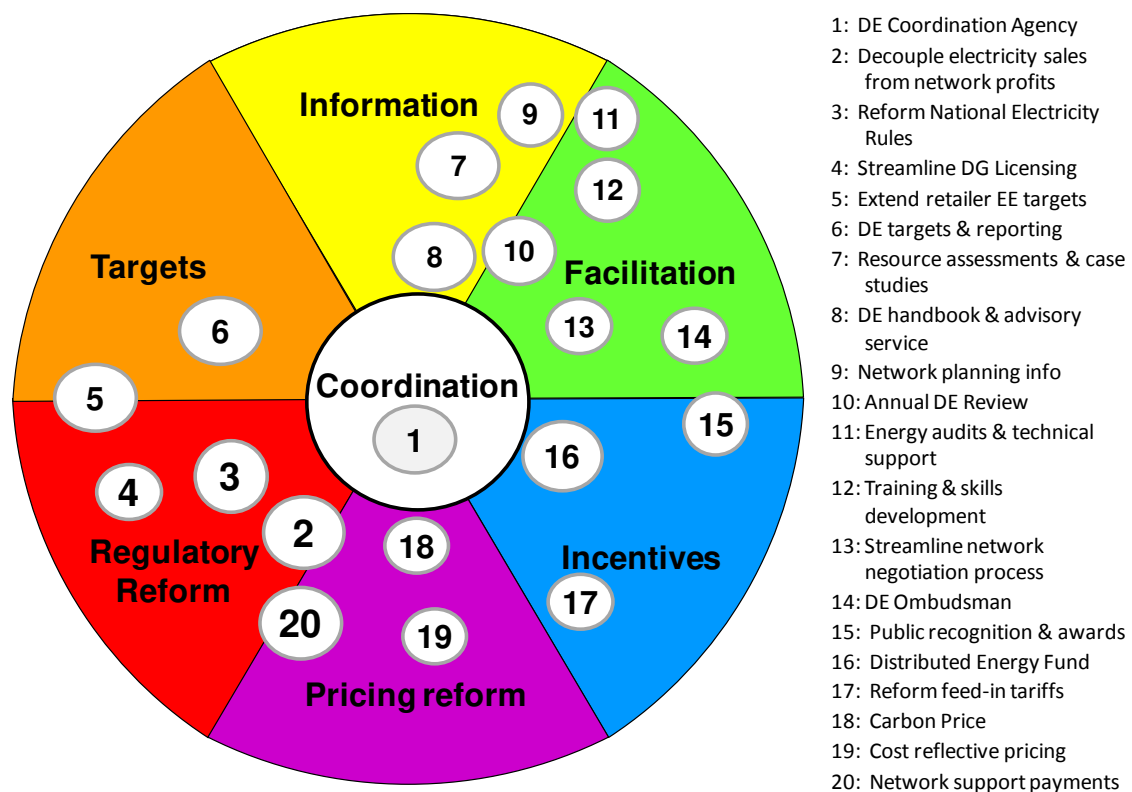 Information
9
11
7
12
10
8
Facilitation
Targets
13
14
6
Coordination
5
15
1
16
3
4
2
18
Regulatory
Reform
Incentives
17
20
19
Pricing reform
1: DE Coordination Agency
2: Decouple electricity sales
from network profits
3: Reform National Electricity
Rules
4: Streamline DG Licensing
5: Extend retailer EE targets
6: DE targets & reporting
7: Resource assessments & case
studies
8: DE handbook & advisory
service
9: Network planning info
10: Annual DE Review
11: Energy audits & technical
support
12: Training & skills
development
13: Streamline network
negotiation process
14: DE Ombudsman
15: Public recognition & awards
16: Distributed Energy Fund
17: Reform feed-in tariffs
18: Carbon Price
19: Cost reflective pricing
20: Network support payments